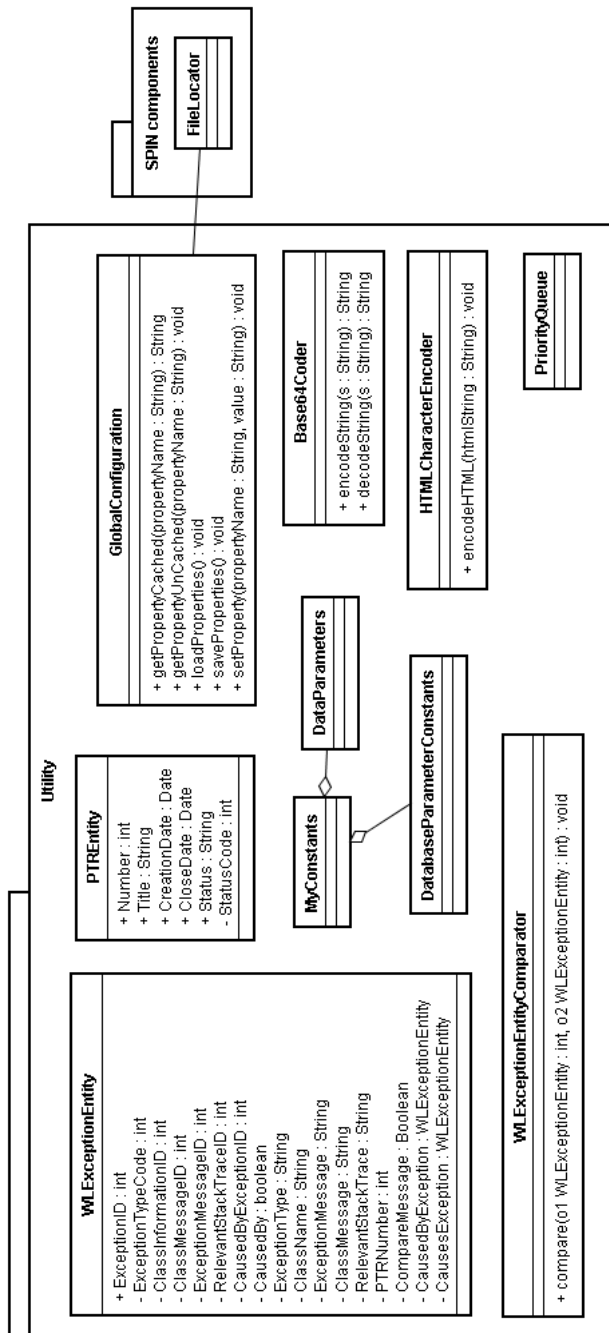 Utility
WLExceptionEntity
+ ExceptionID : int
- ExceptionTypeCode : int
- ClassInformationID : int
- ClassMessageID : int
- ExceptionMessageID : int
- RelevantStackTraceID : int
- CausedByExceptionID : int
- CausedBy : boolean
- ExceptionType : String
- ClassName : String
- ExceptionMessage : String
- ClassMessage : String
- RelevantStackTrace : String
- PTRNumber : int
- CompareMessage : Boolean
- CausedByException : WLExceptionEntity
- CausesException : WLExceptionEntity
PTREntity
+ Number : int
+ Title : String
+ CreationDate : Date
+ CloseDate : Date
+ Status : String
- StatusCode : int
GlobalConfiguration
+ getPropertyCached(propertyName : String) : String
+ getPropertyUnCached(propertyName : String) : void
+ loadProperties() : void
+ saveProperties() : void
+ setProperty(propertyName : String, value : String) : void
SPIN components
FileLocator
MyConstants
DataParameters
DatabaseParameterConstants
Base64Coder
+ encodeString(s : String) : String
+ decodeString(s : String) : String
HTMLCharacterEncoder
+ encodeHTML(htmlString : String) : void
WLExceptionEntityComparator
+ compare(o1 WLExceptionEntity : int, o2 WLExceptionEntity : int) : void
PriorityQueue